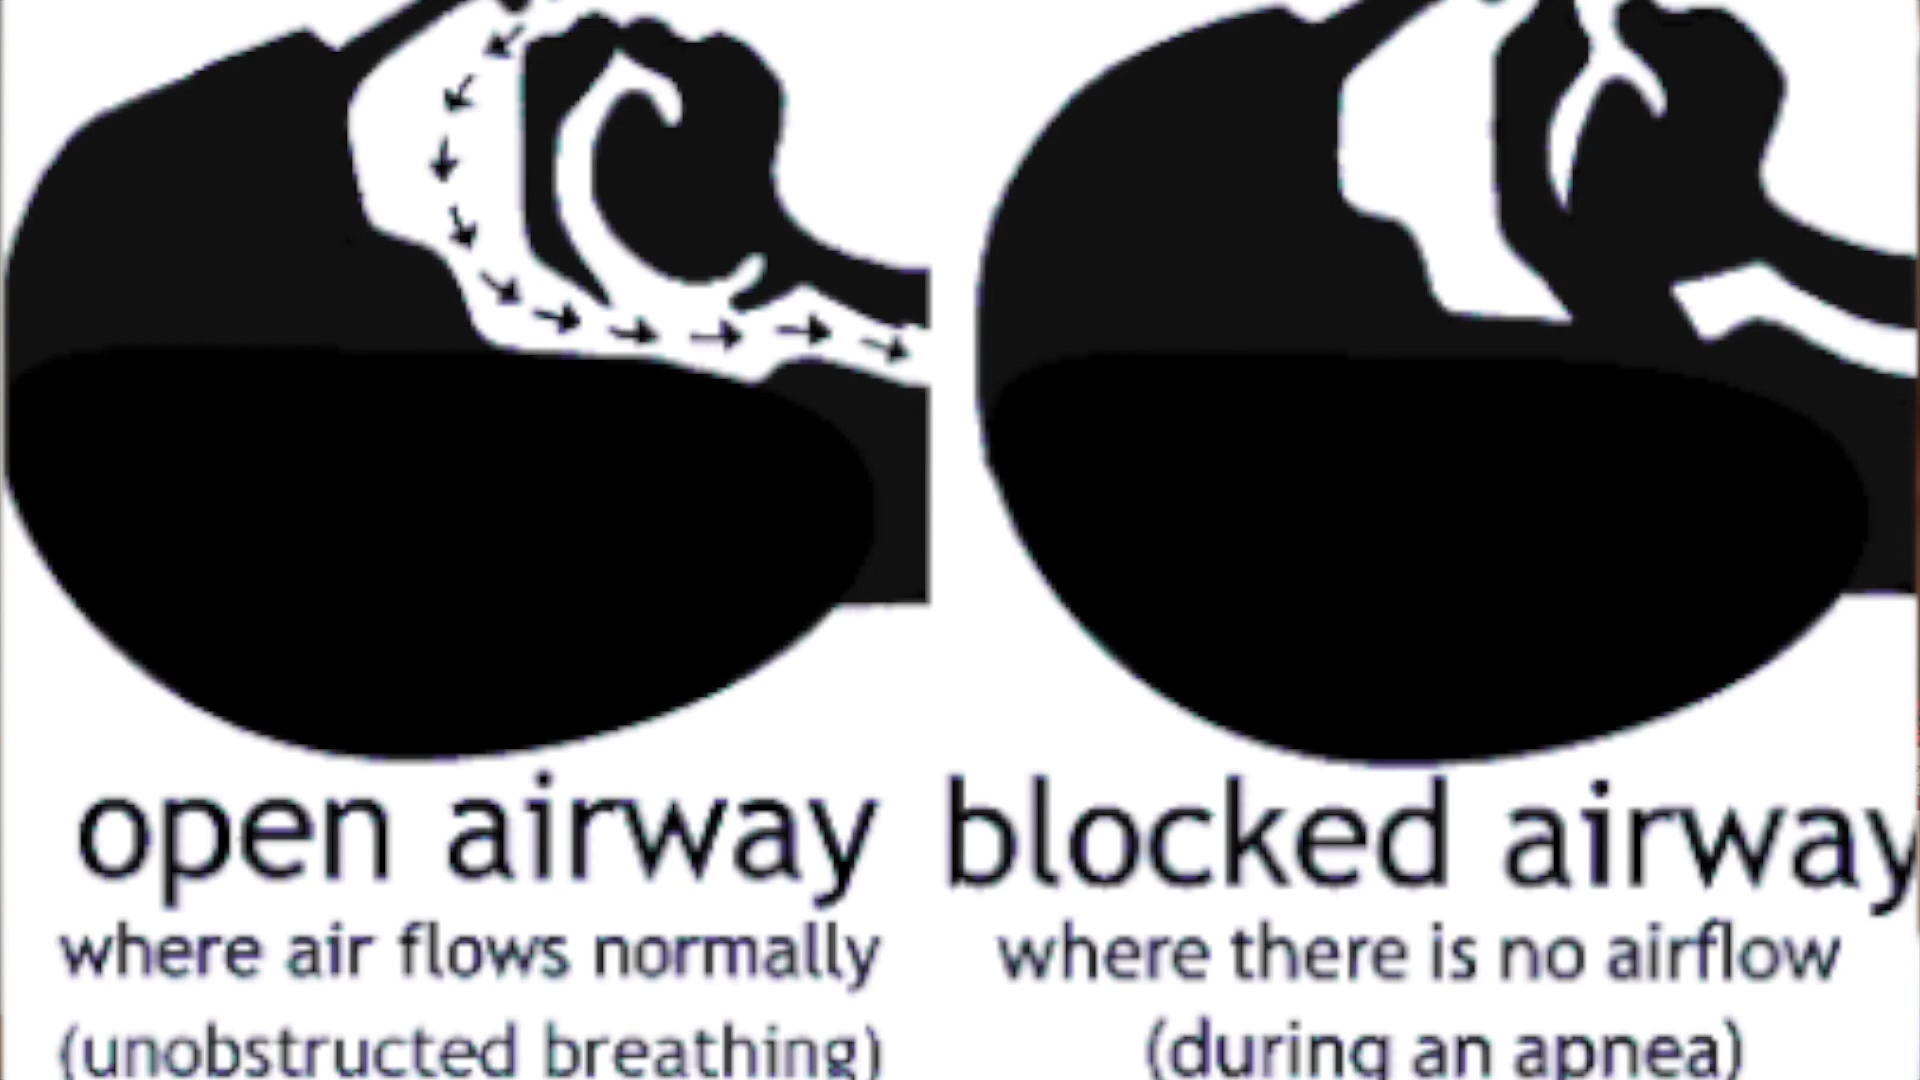 open airway
where air flows normally
(unobstructed breathing)
blocked airway
where there is no airflow
(during an apnea)